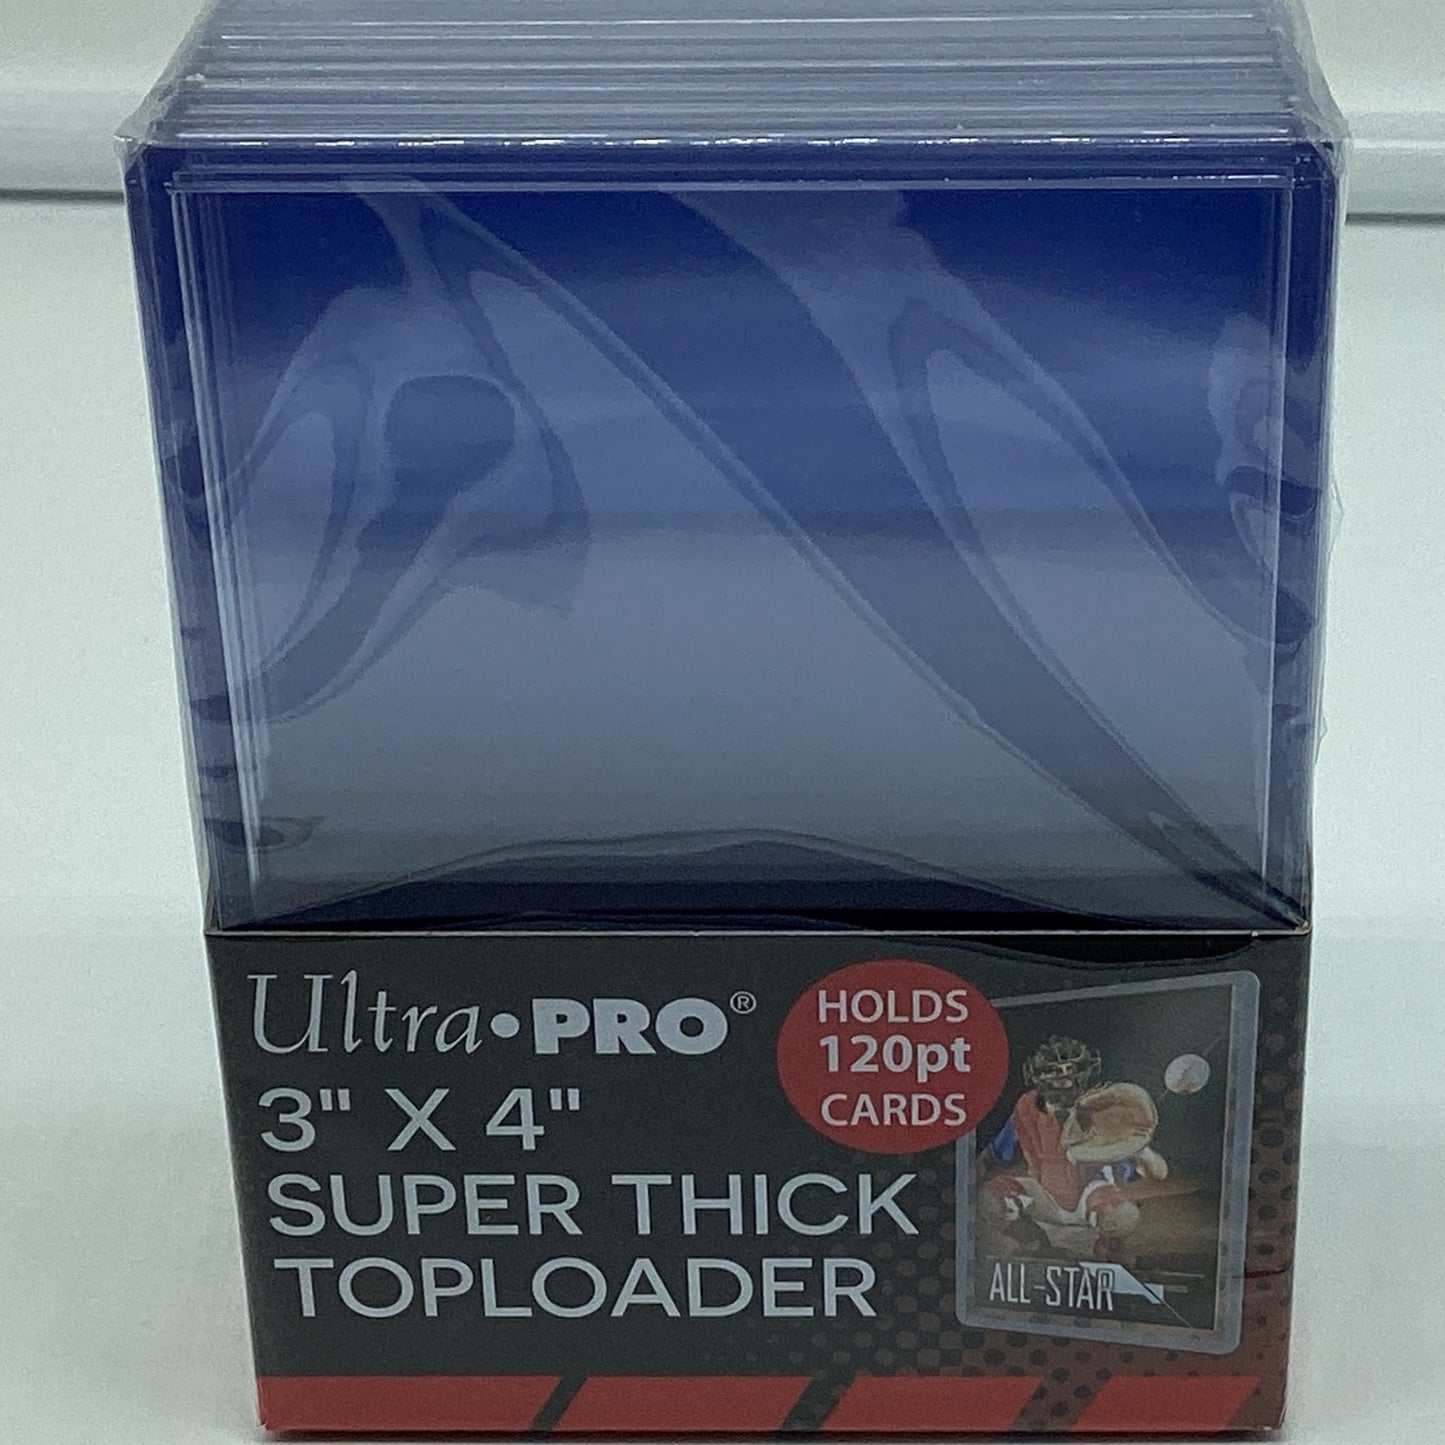 Ultra•PRO®
3" X 4"
SUPER THICK
TOPLOADER
HOLDS
120pt
CARDS
ALL-STAR